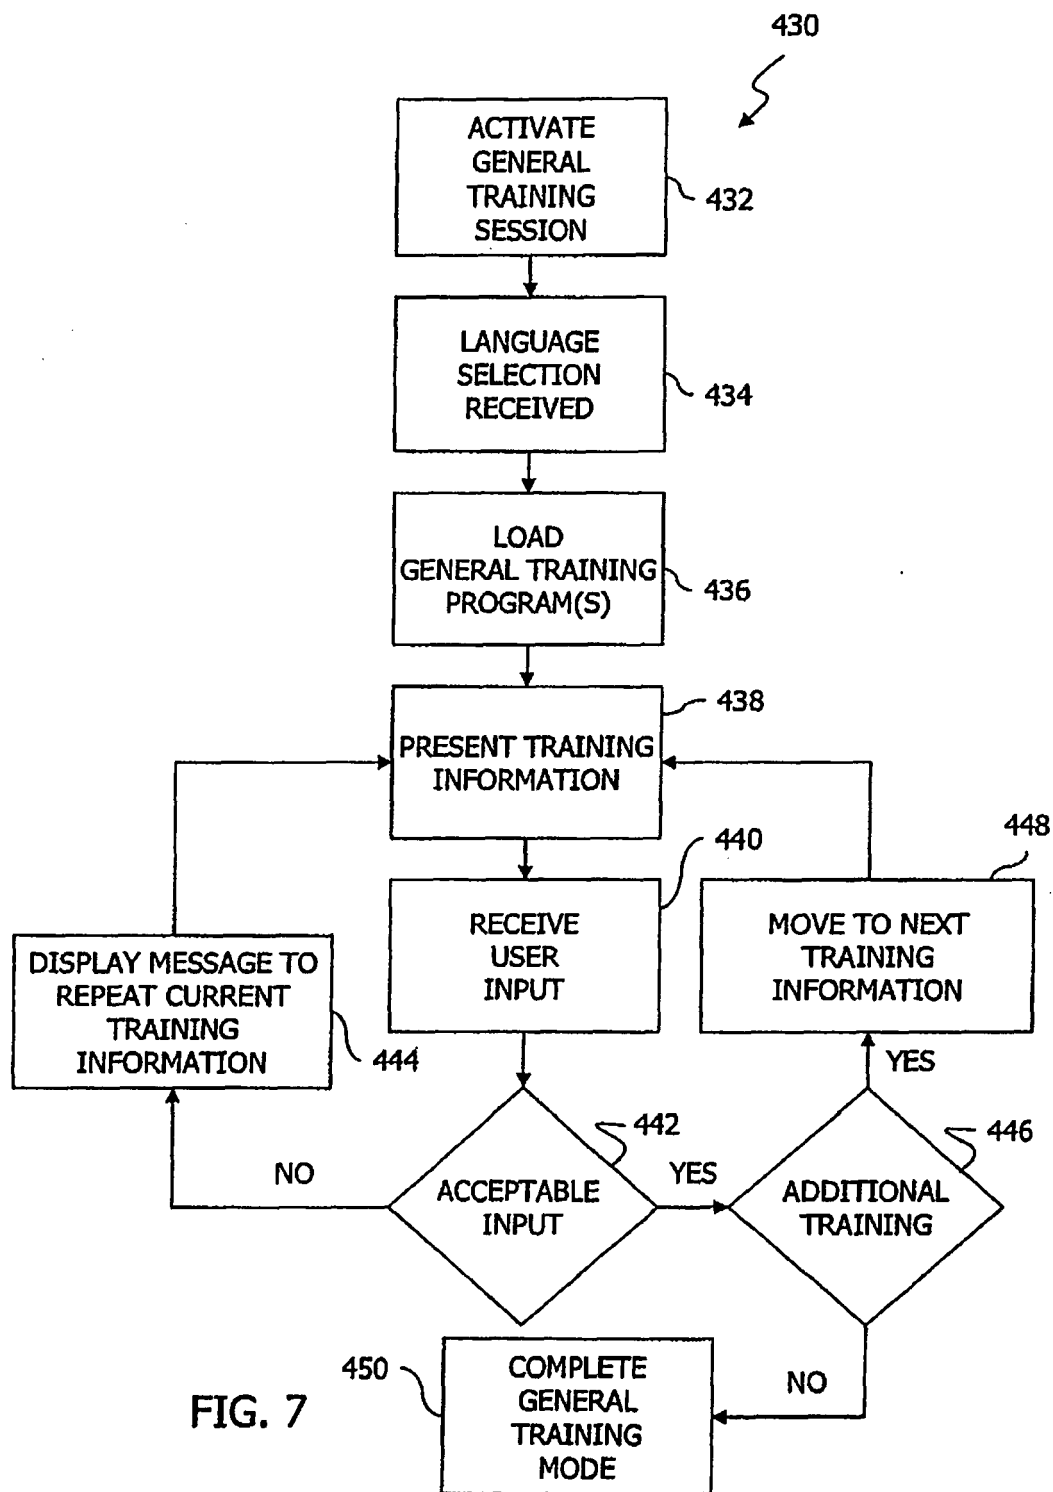 430
ACTIVATE
GENERAL
TRAINING
SESSION
432
LANGUAGE
SELECTION
RECEIVED
434
LOAD
GENERAL TRAINING
PROGRAM(S)
436
438
PRESENT TRAINING
INFORMATION
440
448
RECEIVE
USER
INPUT
MOVE TO NEXT
TRAINING
INFORMATION
DISPLAY MESSAGE TO
REPEAT CURRENT
TRAINING
INFORMATION
444
YES
442
446
NO
ACCEPTABLE
INPUT
YES
ADDITIONAL
TRAINING
450
COMPLETE
GENERAL
TRAINING
MODE
NO
FIG. 7